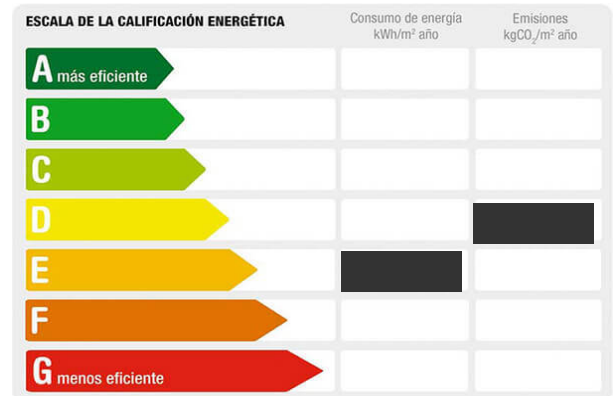 ESCALA DE LA CALIFICACIÓN ENERGÉTICA
Consumo de energía
kWh/m² año
Emisiones
kgCO₂/m² año
A más eficiente
B
C
D
E
F
G menos eficiente